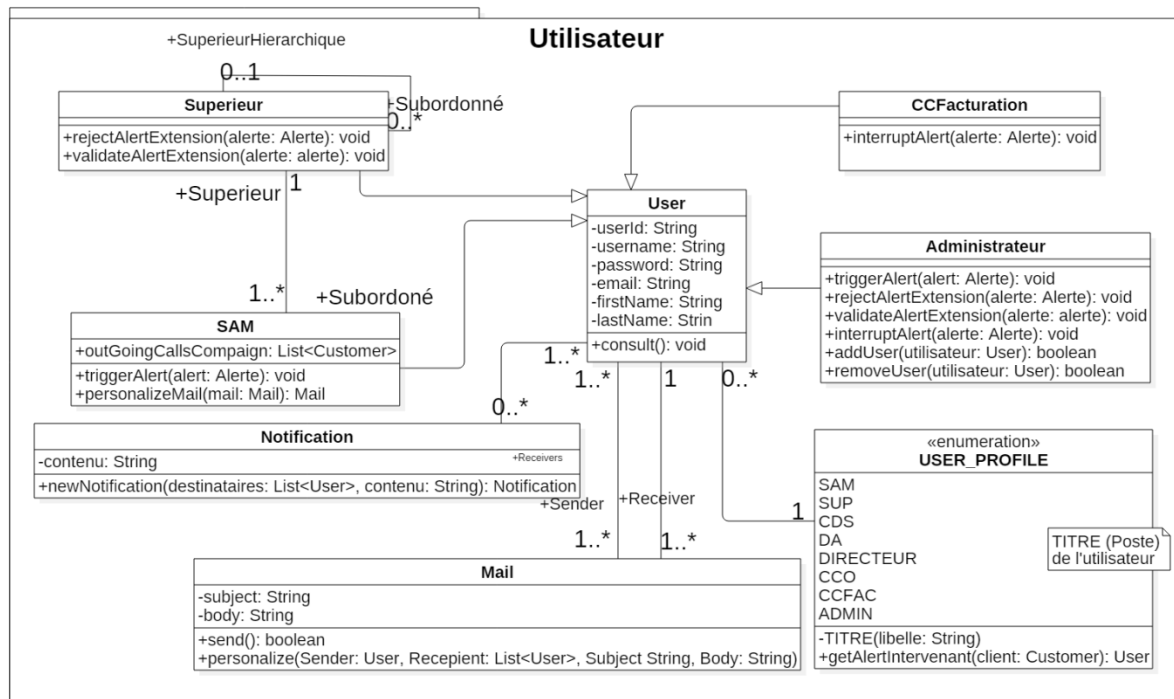 Utilisateur
+SuperieurHierarchique
0..1
Superieur
+rejectAlertExtension(alerte: Alerte): void
+validateAlertExtension(alerte: alerte): void
+Subordonné
0..*
+Superieur
1
1..*
+Subordoné
SAM
+outGoingCallsCompaign: List<Customer>
+triggerAlert(alert: Alerte): void
+personalizeMail(mail: Mail): Mail
CCFacturation
+interruptAlert(alerte: Alerte): void
User
-userId: String
-username: String
-password: String
-email: String
-firstName: String
-lastName: Strin
+consult(): void
Administrateur
+triggerAlert(alert: Alerte): void
+rejectAlertExtension(alerte: Alerte): void
+validateAlertExtension(alerte: alerte): void
+interruptAlert(alerte: Alerte): void
+addUser(utilisateur: User): boolean
+removeUser(utilisateur: User): boolean
1..*
1..*
1
0..*
0..*
Notification
-contenu: String
+Receivers
+newNotification(destinataires: List<User>, contenu: String): Notification
+Sender
+Receiver
1..*
1..*
1
Mail
-subject: String
-body: String
+send(): boolean
+personalize(Sender: User, Recepient: List<User>, Subject String, Body: String)
«enumeration»
USER_PROFILE
SAM
SUP
CDS
DA
DIRECTEUR
CCO
CCFAC
ADMIN
-TITRE(libelle: String)
+getAlertIntervenant(client: Customer): User
TITRE (Poste)
de l'utilisateur